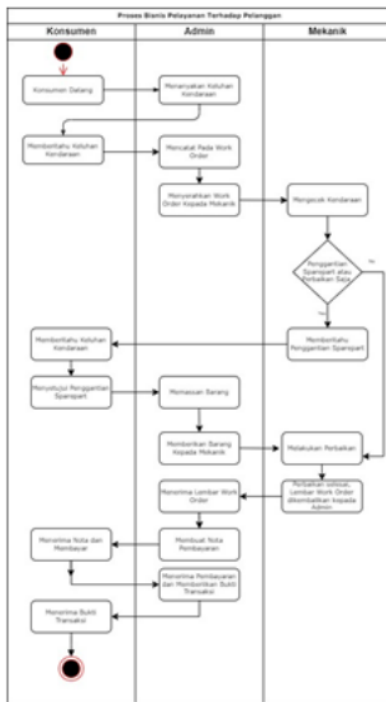 Proses Bisnis Pelayanan Terhadap Pelanggan
Konsumen
Admin
Mekanik
Konsumen Datang
Menanyakan Keluhan
Kendaraan
Memberitahu Keluhan
Kendaraan
Mencatat Pada Work
Order
Menyerahkan Work
Order Kepada Mekanik
Mengecek Kendaraan
Penggantian
Sparepart atau
Perbaikan Saja
No
Yes
Memberitahu Keluhan
Kendaraan
Memberitahu
Penggantian Sparepart
Menyetujui Penggantian
Sparepart
Memesan Barang
Memberikan Barang
Kepada Mekanik
Melakukan Perbaikan
Menerima Lembar Work
Order
Perbaikan selesai,
Lembar Work Order
dikembalikan kepada
Admin
Menerima Nota dan
Membayar
Membuat Nota
Pembayaran
Menerima Pembayaran
dan Memberikan Bukti
Transaksi
Menerima Bukti
Transaksi